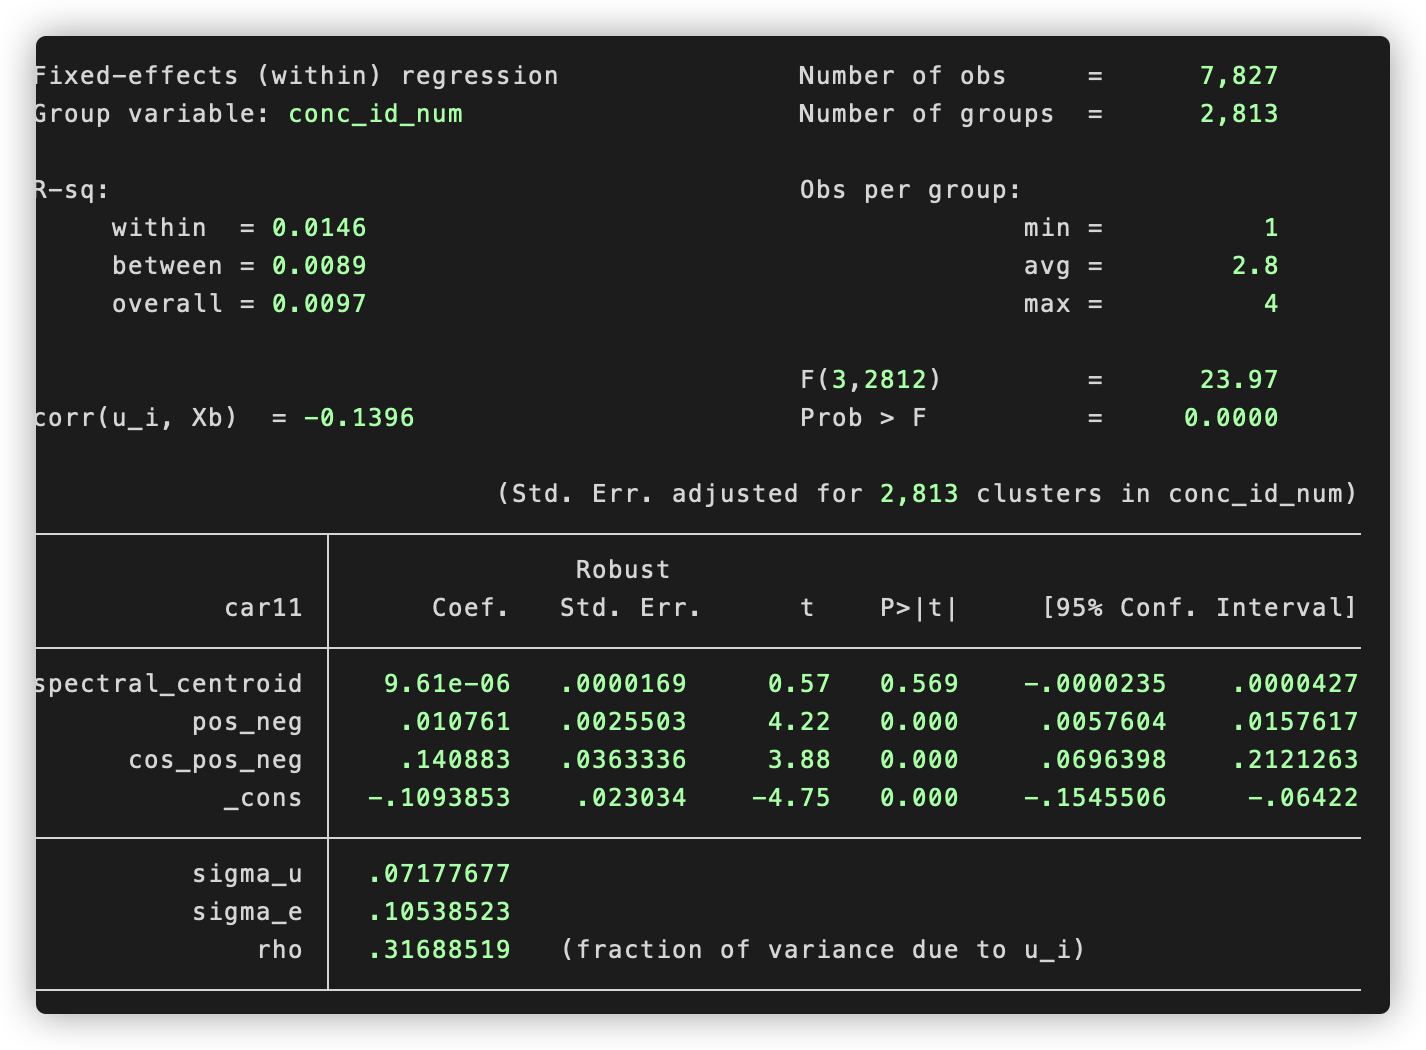 Fixed-effects (within) regression Number of obs = 7,827
Group variable: conc_id_num Number of groups = 2,813
R-sq: Obs per group:
within = 0.0146 min = 1
between = 0.0089 avg = 2.8
overall = 0.0097 max = 4
F(3,2812) = 23.97
corr(u_i, Xb) = -0.1396 Prob > F = 0.0000
(Std. Err. adjusted for 2,813 clusters in conc_id_num)
Robust
car11 Coef. Std. Err. t P>|t| [95% Conf. Interval]
spectral_centroid 9.61e-06 .0000169 0.57 0.569 -.0000235 .0000427
pos_neg .010761 .0025503 4.22 0.000 .0057604 .0157617
cos_pos_neg .140883 .0363336 3.88 0.000 .0696398 .2121263
_cons -.1093853 .023034 -4.75 0.000 -.1545506 -.06422
sigma_u .07177677
sigma_e .10538523
rho .31688519 (fraction of variance due to u_i)